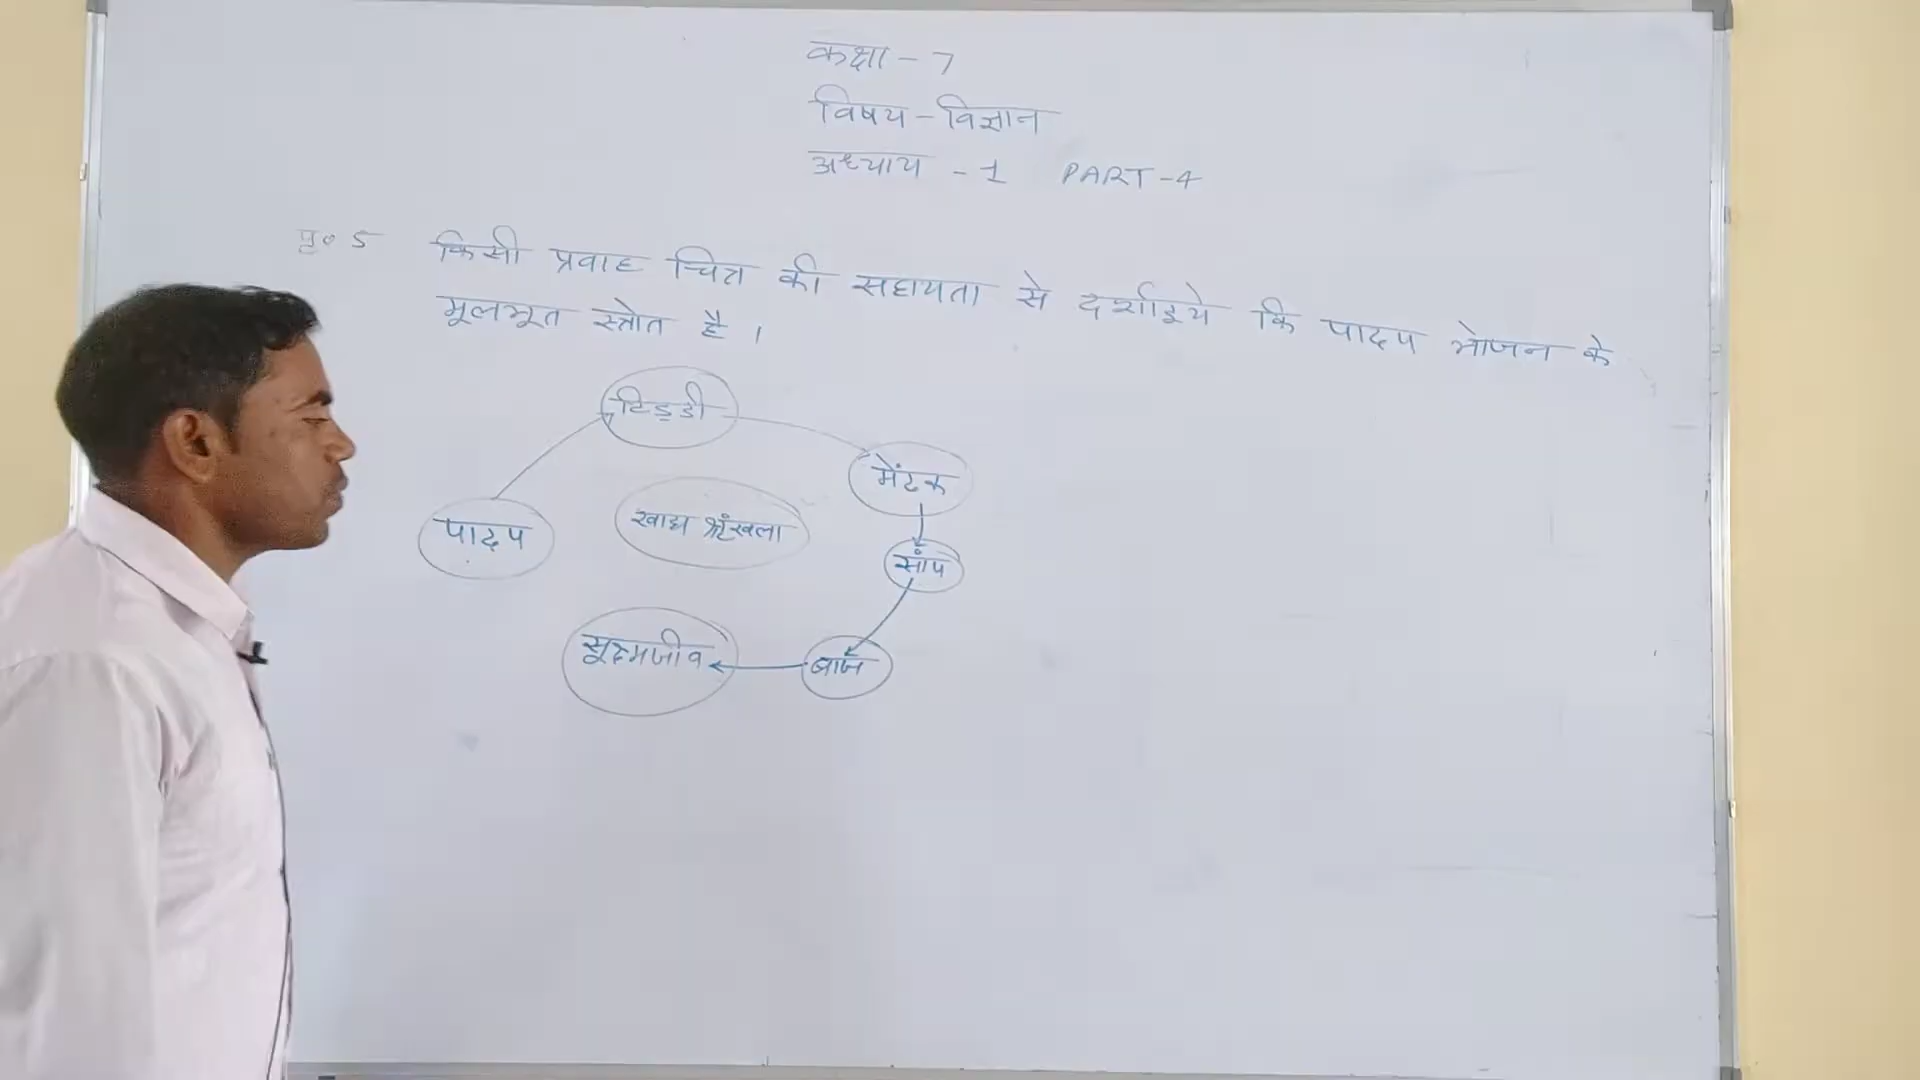 कक्षा - 7
विषय - विज्ञान
अध्याय - 1 PART-4
प्र० 5 किसी प्रवाह चित्र की सहायता से दर्शाइये कि पादप भोजन के
मूलभूत स्त्रोत है ।
टिड्डी
मेंटक
पादप
खाद्य श्रृंखला
सांप
सूक्ष्मजीव
बाज